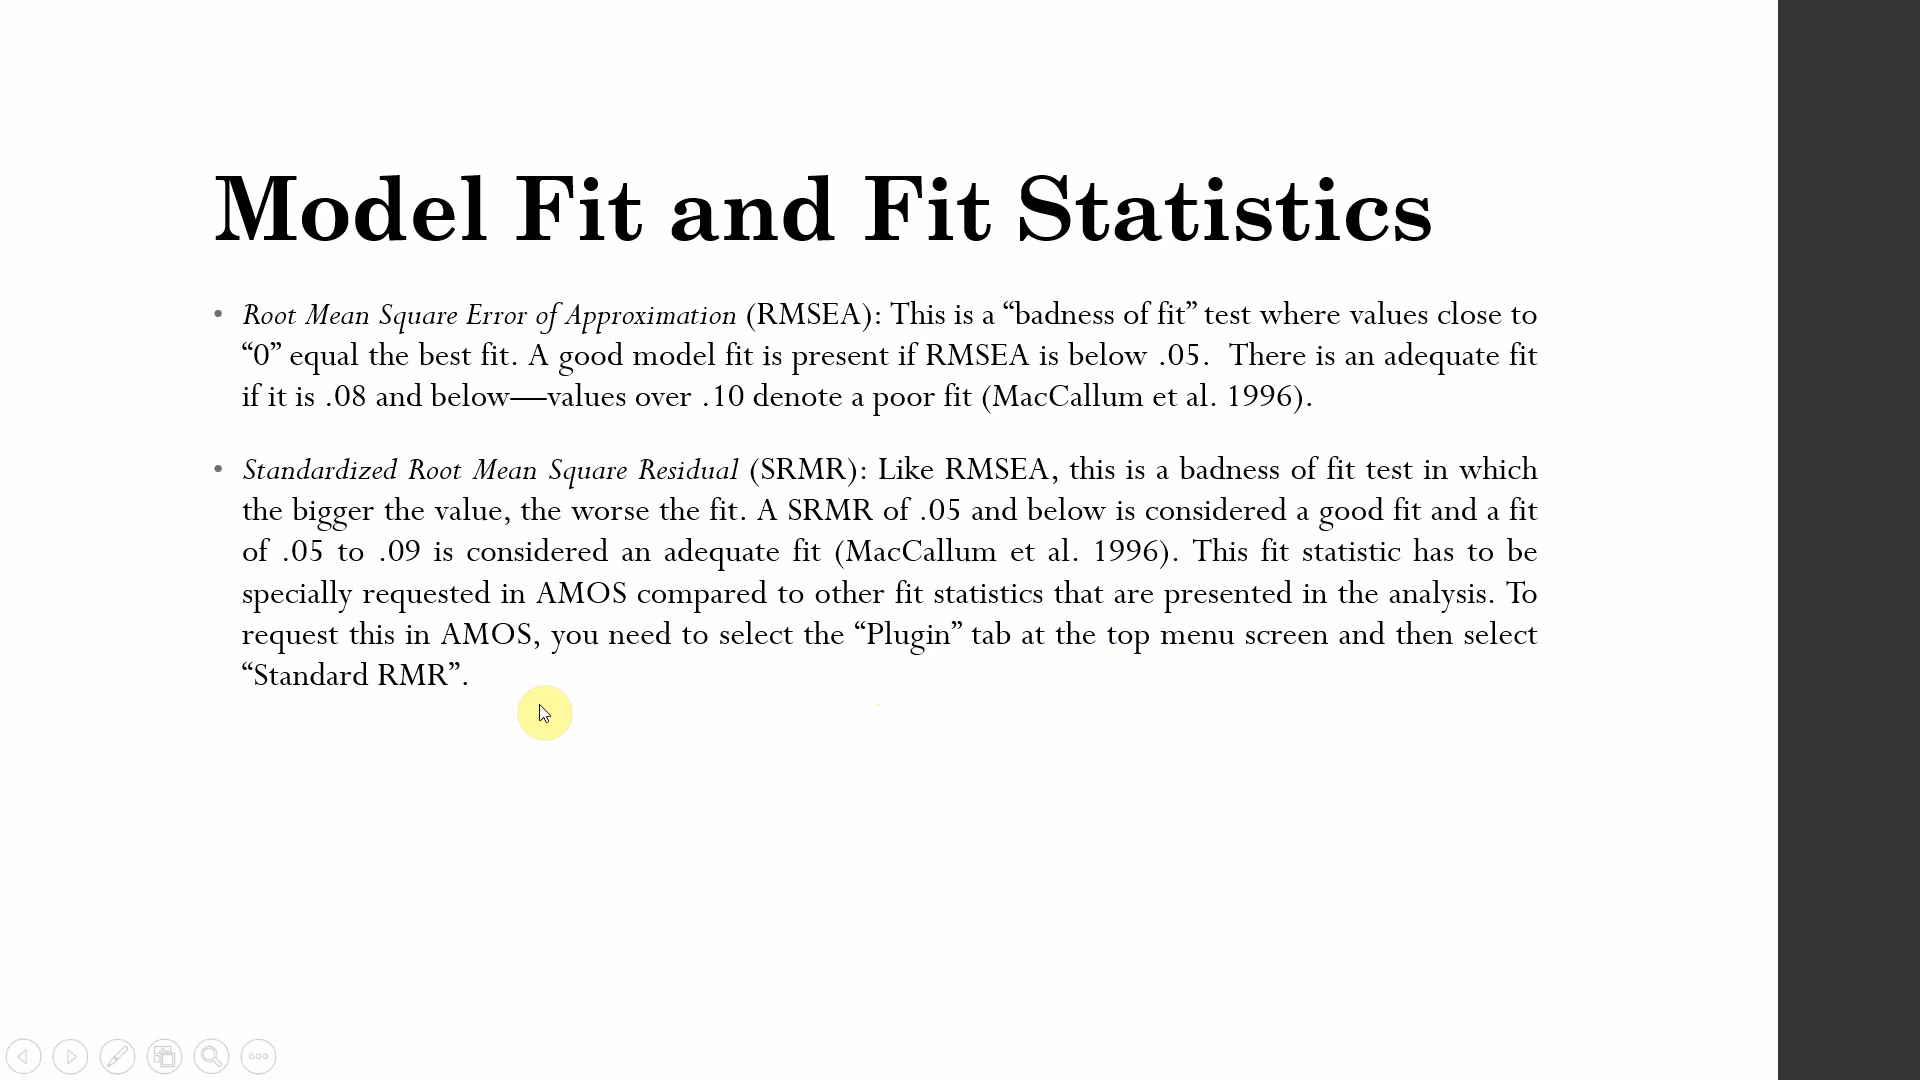 Model Fit and Fit Statistics
• Root Mean Square Error of Approximation (RMSEA): This is a “badness of fit” test where values close to
“0” equal the best fit. A good model fit is present if RMSEA is below .05.  There is an adequate fit
if it is .08 and below—values over .10 denote a poor fit (MacCallum et al. 1996).
• Standardized Root Mean Square Residual (SRMR): Like RMSEA, this is a badness of fit test in which
the bigger the value, the worse the fit. A SRMR of .05 and below is considered a good fit and a fit
of .05 to .09 is considered an adequate fit (MacCallum et al. 1996). This fit statistic has to be
specially requested in AMOS compared to other fit statistics that are presented in the analysis. To
request this in AMOS, you need to select the “Plugin” tab at the top menu screen and then select
“Standard RMR”.